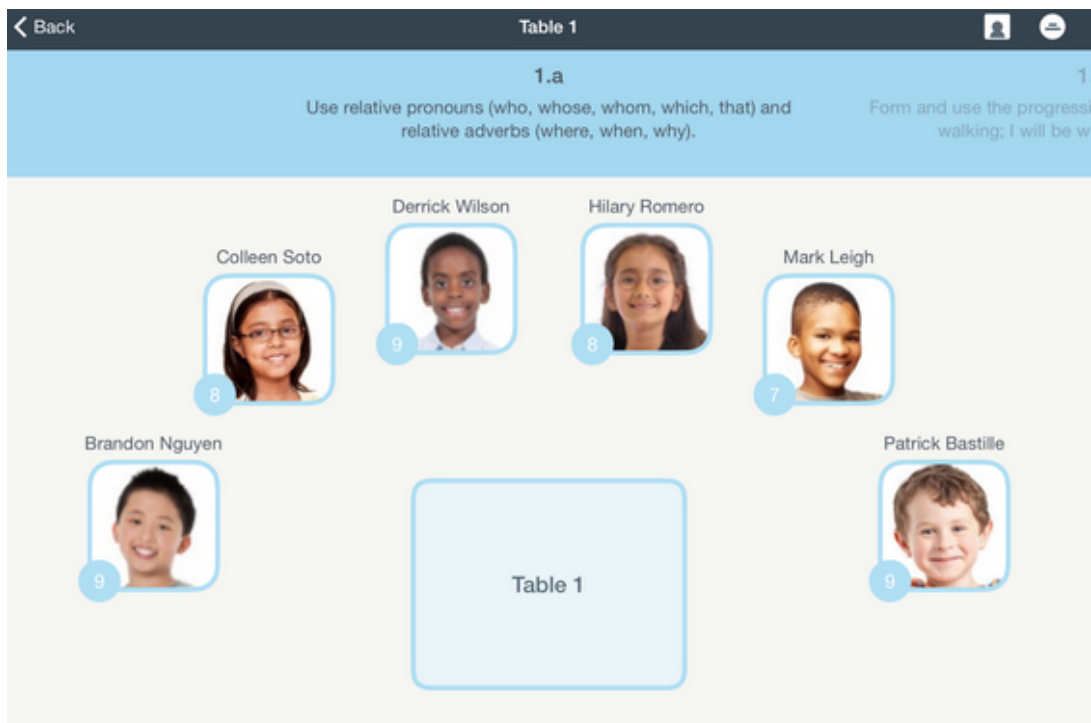 Back
Table 1
1.a
Use relative pronouns (who, whose, whom, which, that) and
relative adverbs (where, when, why).
1
Form and use the progressi
walking; I will be w
Derrick Wilson
Hilary Romero
Colleen Soto
Mark Leigh
9
8
8
7
Brandon Nguyen
Patrick Bastille
9
Table 1
9